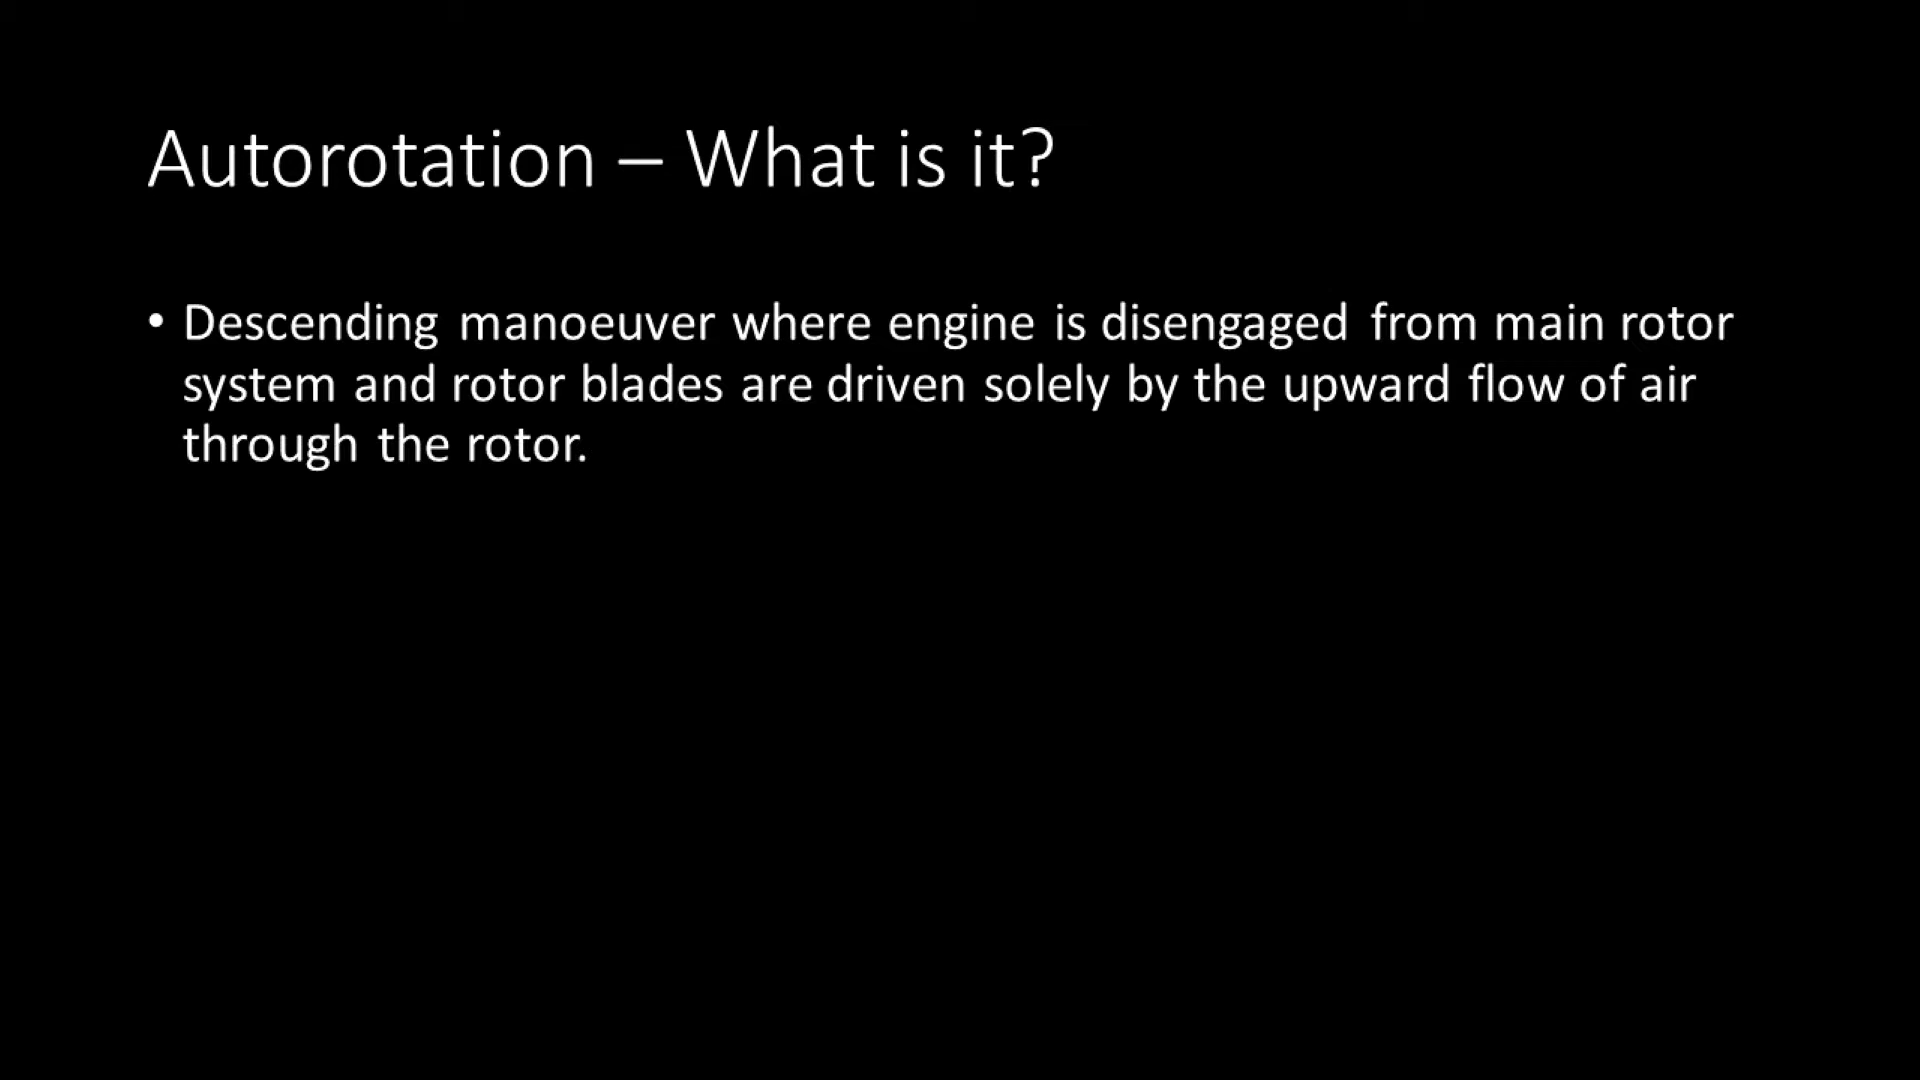 Autorotation – What is it?
• Descending manoeuver where engine is disengaged from main rotor
system and rotor blades are driven solely by the upward flow of air
through the rotor.